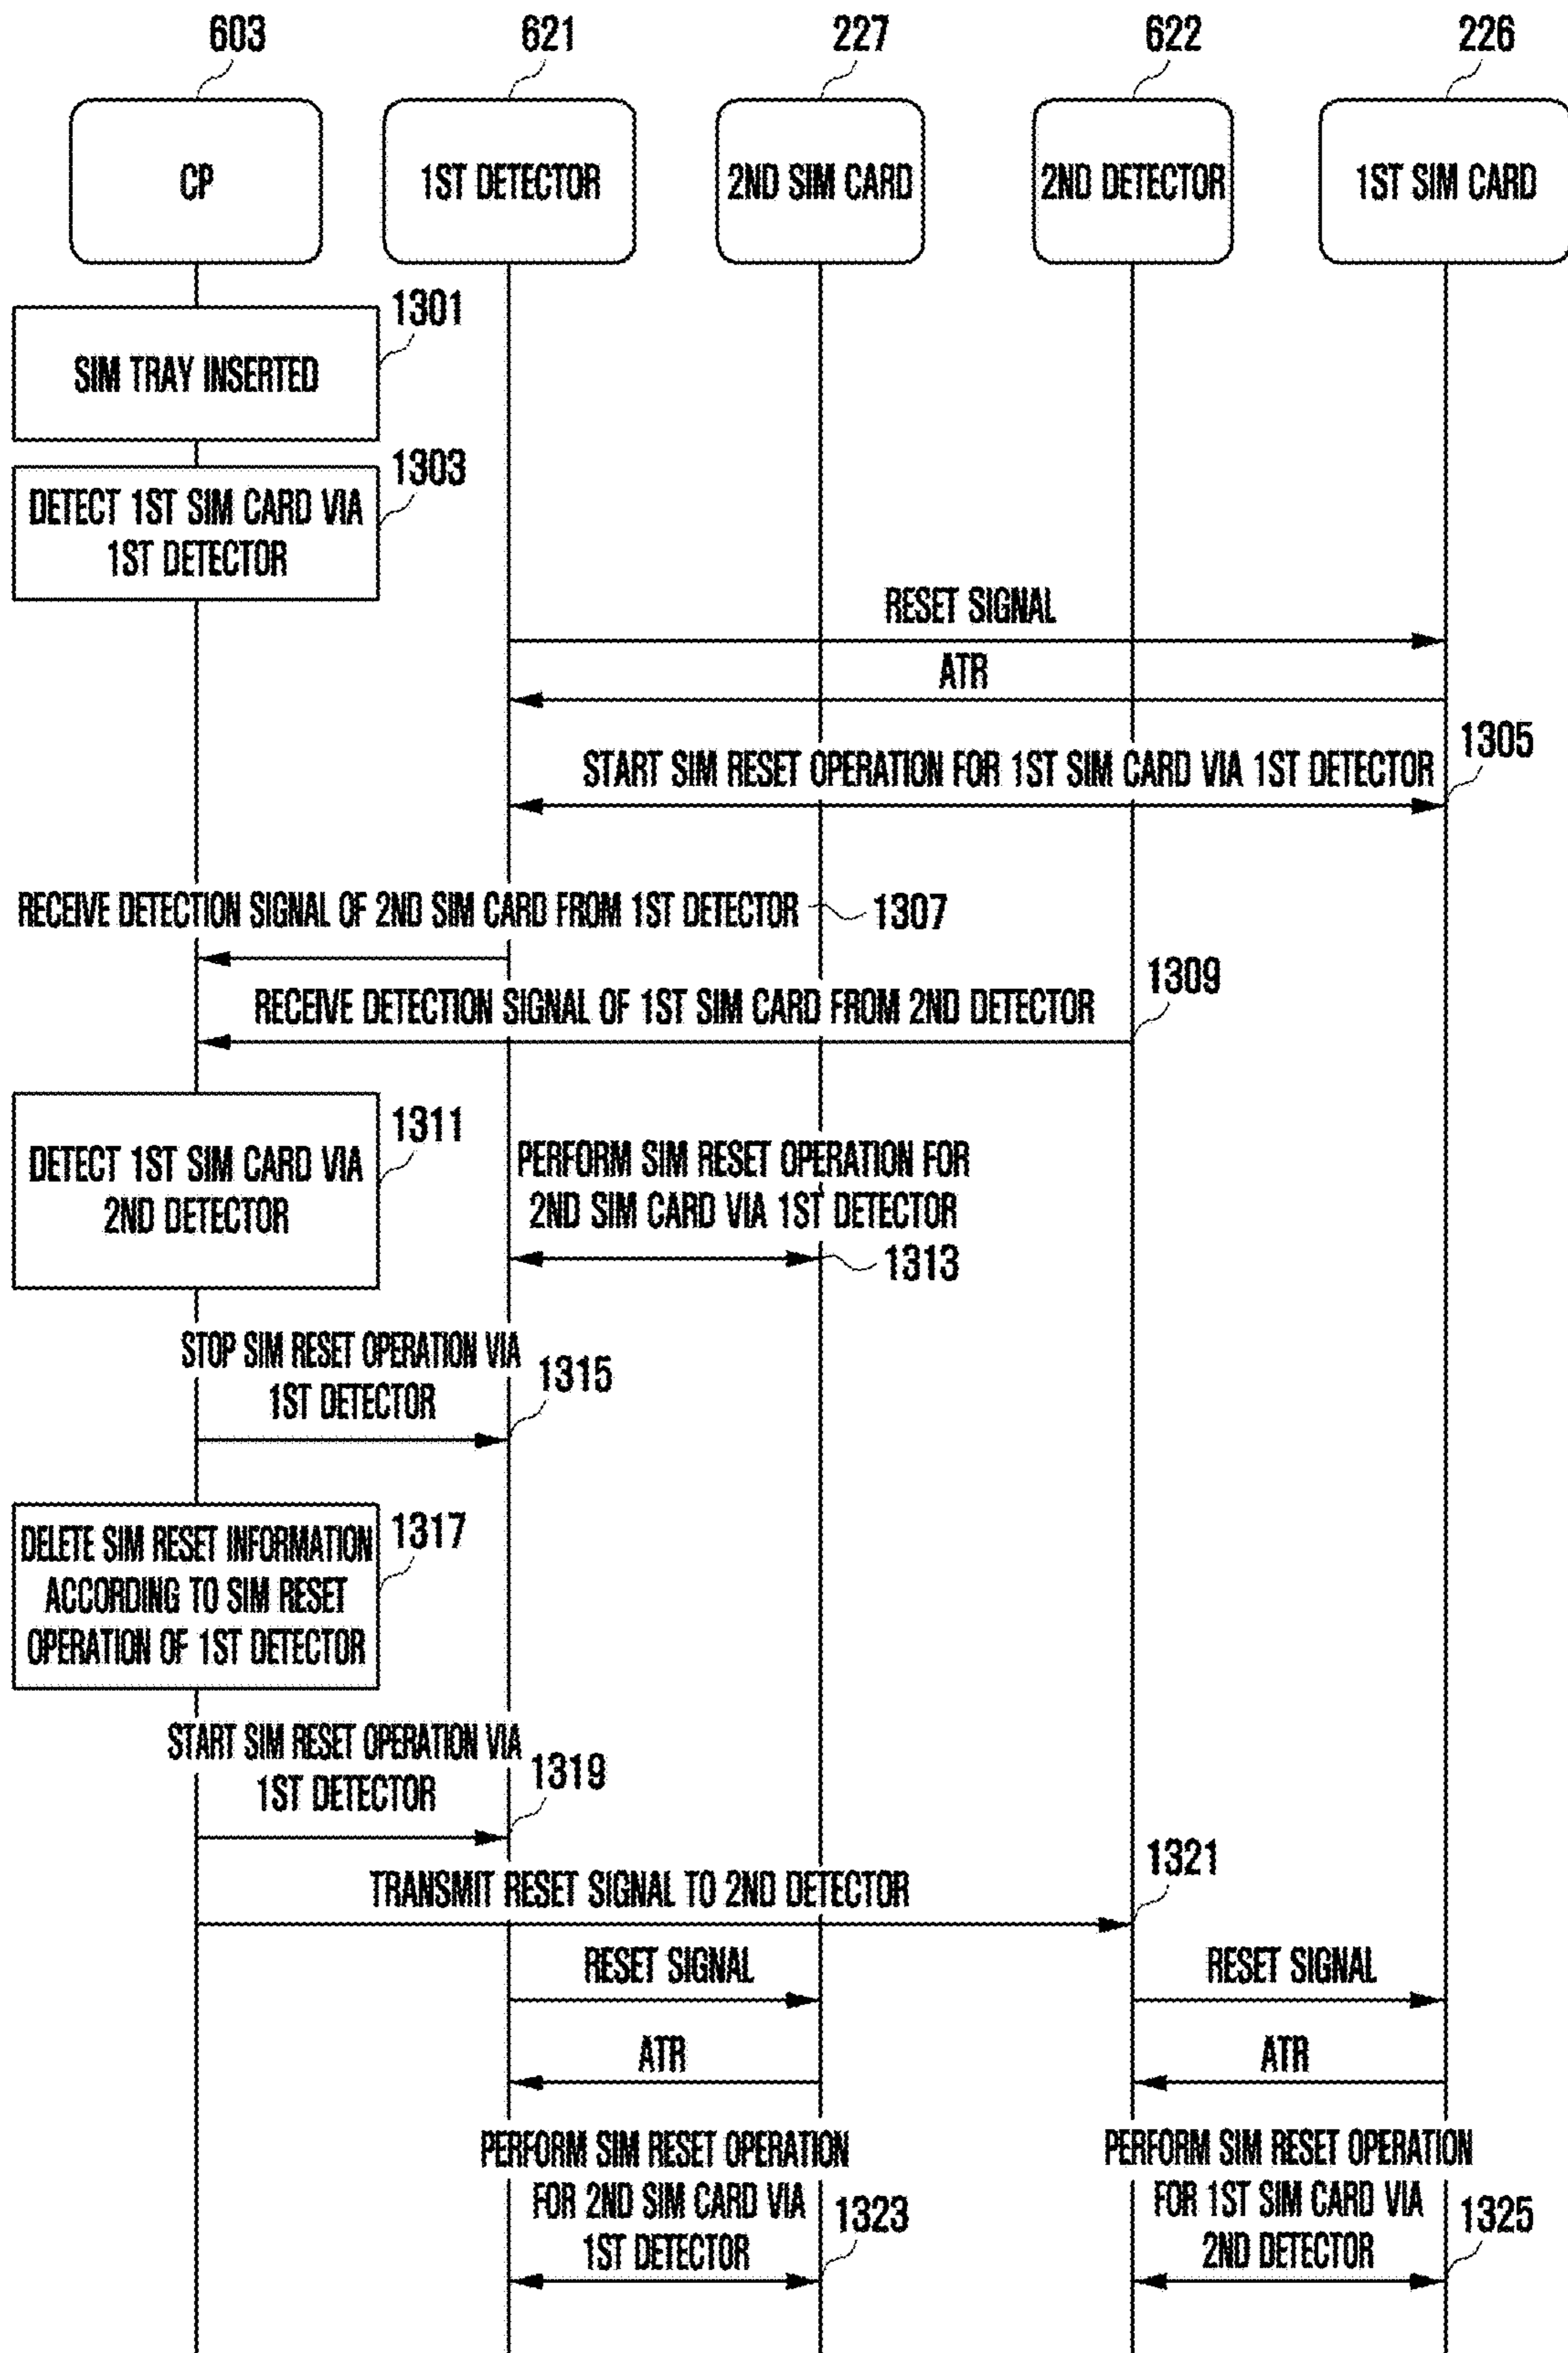 603
621
227
622
226
CP
1ST DETECTOR
2ND SIM CARD
2ND DETECTOR
1ST SIM CARD
1301
SIM TRAY INSERTED
1303
DETECT 1ST SIM CARD VIA
1ST DETECTOR
RESET SIGNAL
ATR
1305
START SIM RESET OPERATION FOR 1ST SIM CARD VIA 1ST DETECTOR
RECEIVE DETECTION SIGNAL OF 2ND SIM CARD FROM 1ST DETECTOR
1307
1309
RECEIVE DETECTION SIGNAL OF 1ST SIM CARD FROM 2ND DETECTOR
1311
DETECT 1ST SIM CARD VIA
2ND DETECTOR
PERFORM SIM RESET OPERATION FOR
2ND SIM CARD VIA 1ST DETECTOR
1313
STOP SIM RESET OPERATION VIA
1ST DETECTOR
1315
1317
DELETE SIM RESET INFORMATION
ACCORDING TO SIM RESET
OPERATION OF 1ST DETECTOR
START SIM RESET OPERATION VIA
1ST DETECTOR
1319
1321
TRANSMIT RESET SIGNAL TO 2ND DETECTOR
RESET SIGNAL
RESET SIGNAL
ATR
ATR
PERFORM SIM RESET OPERATION
FOR 2ND SIM CARD VIA
1ST DETECTOR
1323
PERFORM SIM RESET OPERATION
FOR 1ST SIM CARD VIA
2ND DETECTOR
1325